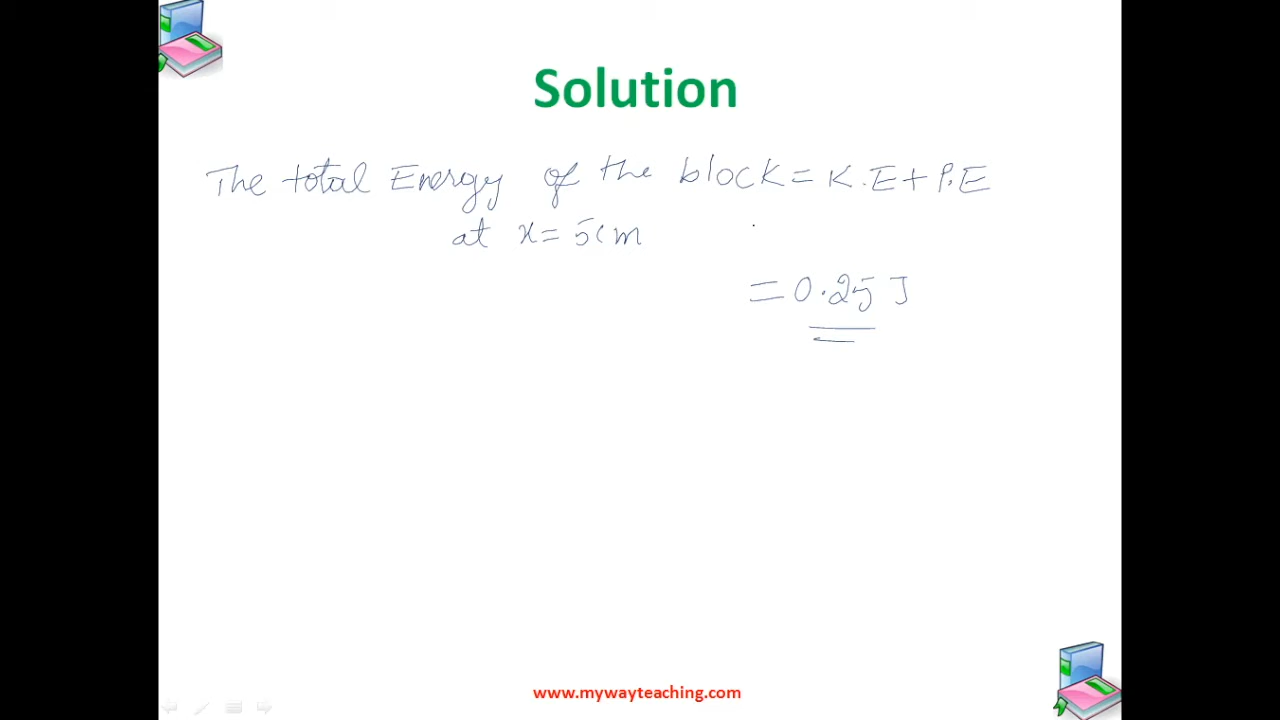 Solution
The total Energy of the block = K.E + P.E
at x = 5cm
= 0.25 J
www.mywayteaching.com